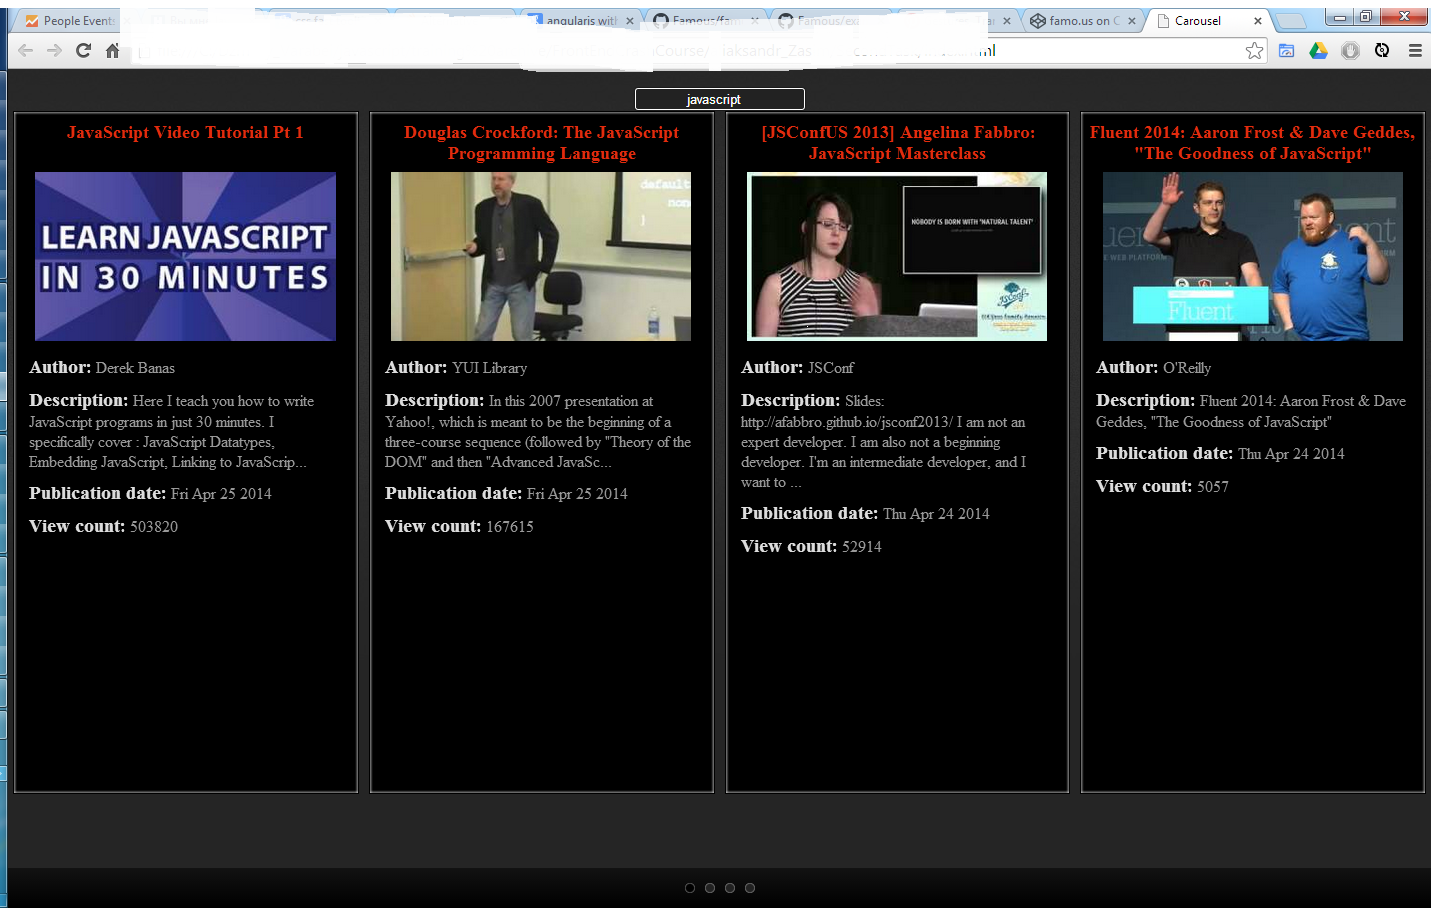 People Events
angularjs with
Famous/fam
Famous/exa
famo.us on C
Carousel
javascript
JavaScript Video Tutorial Pt 1
LEARN JAVASCRIPT
IN 30 MINUTES
Author: Derek Banas
Description: Here I teach you how to write
JavaScript programs in just 30 minutes. I
specifically cover : JavaScript Datatypes,
Embedding JavaScript, Linking to JavaScrip...
Publication date: Fri Apr 25 2014
View count: 503820
Douglas Crockford: The JavaScript
Programming Language
default
}
Author: YUI Library
Description: In this 2007 presentation at
Yahoo!, which is meant to be the beginning of a
three-course sequence (followed by "Theory of the
DOM" and then "Advanced JavaSc...
Publication date: Fri Apr 25 2014
View count: 167615
[JSConfUS 2013] Angelina Fabbro:
JavaScript Masterclass
NOBODY IS BORN WITH "NATURAL TALENT"
JSConf
Author: JSConf
Description: Slides:
http://afabbro.github.io/jsconf2013/ I am not an
expert developer. I am also not a beginning
developer. I'm an intermediate developer, and I
want to ...
Publication date: Thu Apr 24 2014
View count: 52914
Fluent 2014: Aaron Frost & Dave Geddes,
"The Goodness of JavaScript"
E WEB PLATFORM
Fluent
Author: O'Reilly
Description: Fluent 2014: Aaron Frost & Dave
Geddes, "The Goodness of JavaScript"
Publication date: Thu Apr 24 2014
View count: 5057